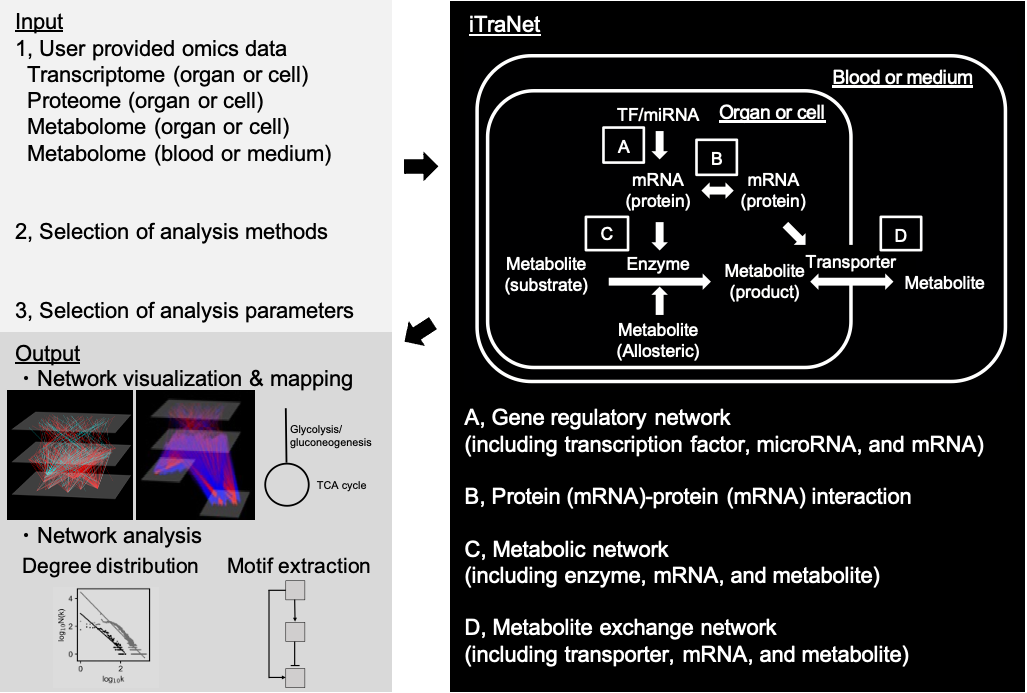 Input
1, User provided omics data
Transcriptome (organ or cell)
Proteome (organ or cell)
Metabolome (organ or cell)
Metabolome (blood or medium)
2, Selection of analysis methods
3, Selection of analysis parameters
Output
・Network visualization & mapping
Glycolysis/
gluconeogenesis
TCA cycle
・Network analysis
Degree distribution
Motif extraction
log10N(k)
4
2
0
0
2
log10k
iTraNet
Blood or medium
Organ or cell
TF/miRNA
A
B
mRNA
(protein)
mRNA
(protein)
C
D
Metabolite
(substrate)
Enzyme
Metabolite
(product)
Transporter
Metabolite
Metabolite
(Allosteric)
A, Gene regulatory network
(including transcription factor, microRNA, and mRNA)
B, Protein (mRNA)-protein (mRNA) interaction
C, Metabolic network
(including enzyme, mRNA, and metabolite)
D, Metabolite exchange network
(including transporter, mRNA, and metabolite)